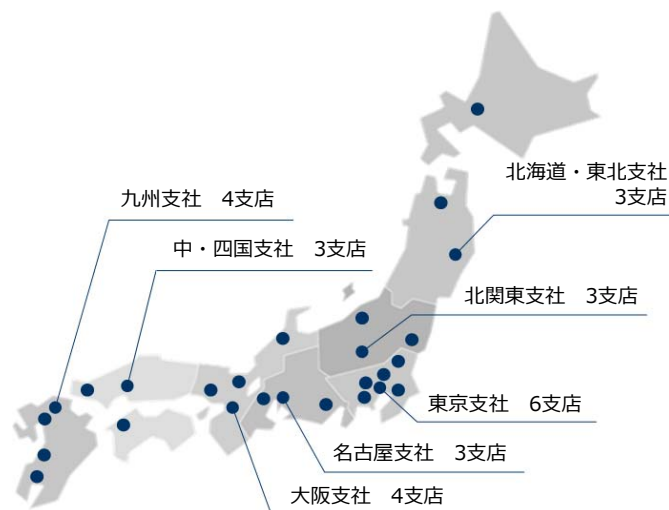 北海道・東北支社
3支店
九州支社　4支店
中・四国支社　3支店
北関東支社　3支店
東京支社　6支店
名古屋支社　3支店
大阪支社　4支店